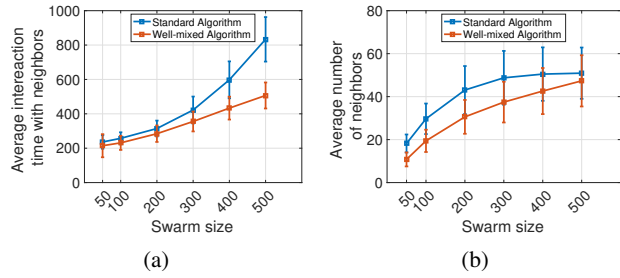 Standard Algorithm
Well-mixed Algorithm
1000
800
600
400
200
0
Average intereaction
time with neighbors
50
100
200
300
400
500
Swarm size
(a)
Standard Algorithm
Well-mixed Algorithm
80
60
40
20
0
Average number
of neighbors
50
100
200
300
400
500
Swarm size
(b)